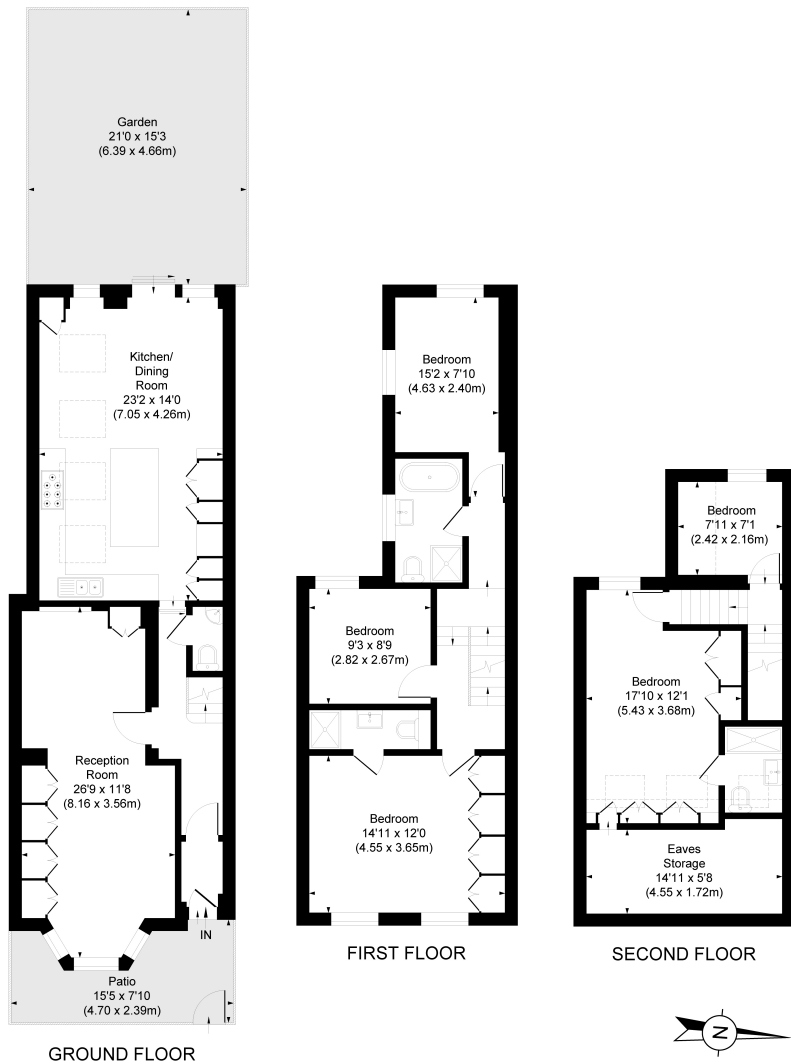 Garden
21'0 x 15'3
(6.39 x 4.66m)
Kitchen/
Dining
Room
23'2 x 14'0
(7.05 x 4.26m)
Reception
Room
26'9 x 11'8
(8.16 x 3.56m)
IN
Patio
15'5 x 7'10
(4.70 x 2.39m)
GROUND FLOOR
Bedroom
15'2 x 7'10
(4.63 x 2.40m)
Bedroom
9'3 x 8'9
(2.82 x 2.67m)
Bedroom
14'11 x 12'0
(4.55 x 3.65m)
FIRST FLOOR
Bedroom
7'11 x 7'1
(2.42 x 2.16m)
Bedroom
17'10 x 12'1
(5.43 x 3.68m)
Eaves
Storage
14'11 x 5'8
(4.55 x 1.72m)
SECOND FLOOR
N